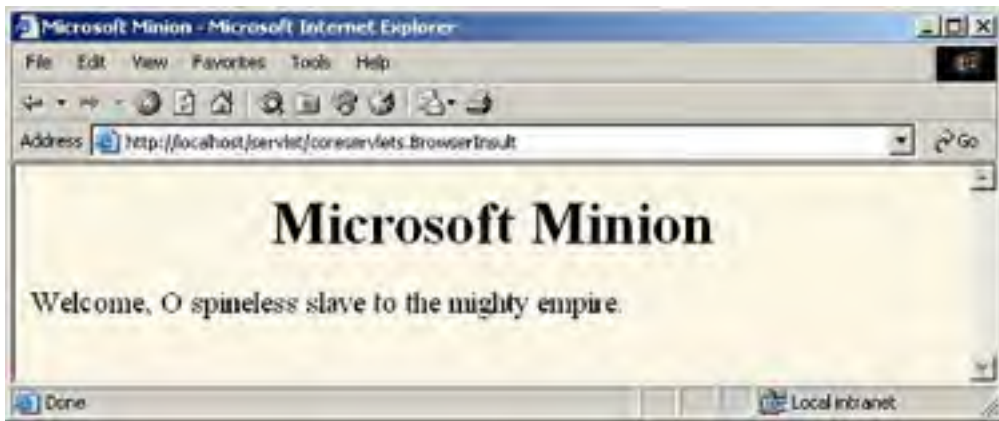 Microsoft Minion - Microsoft Internet Explorer
File Edit View Favorites Tools Help
Address http://localhost/servlet/coreservlets.BrowserInsult Go
Microsoft Minion
Welcome, O spineless slave to the mighty empire.
Done Local intranet